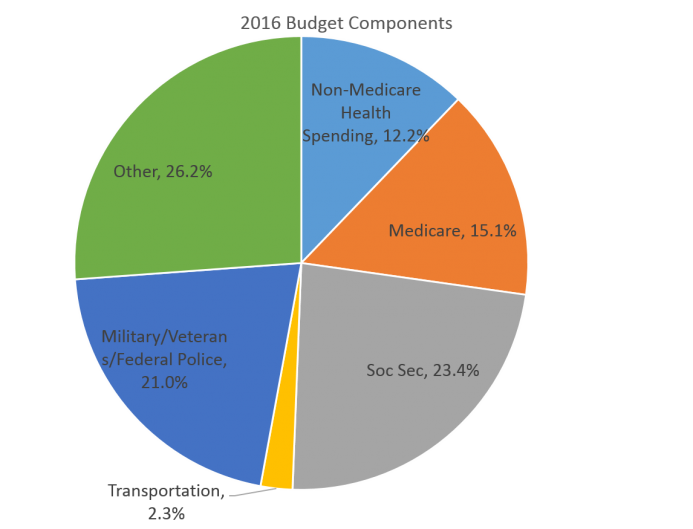 2016 Budget Components
Non-Medicare
Health
Spending, 12.2%
Medicare, 15.1%
Soc Sec, 23.4%
Transportation,
2.3%
Military/Veteran
s/Federal Police,
21.0%
Other, 26.2%